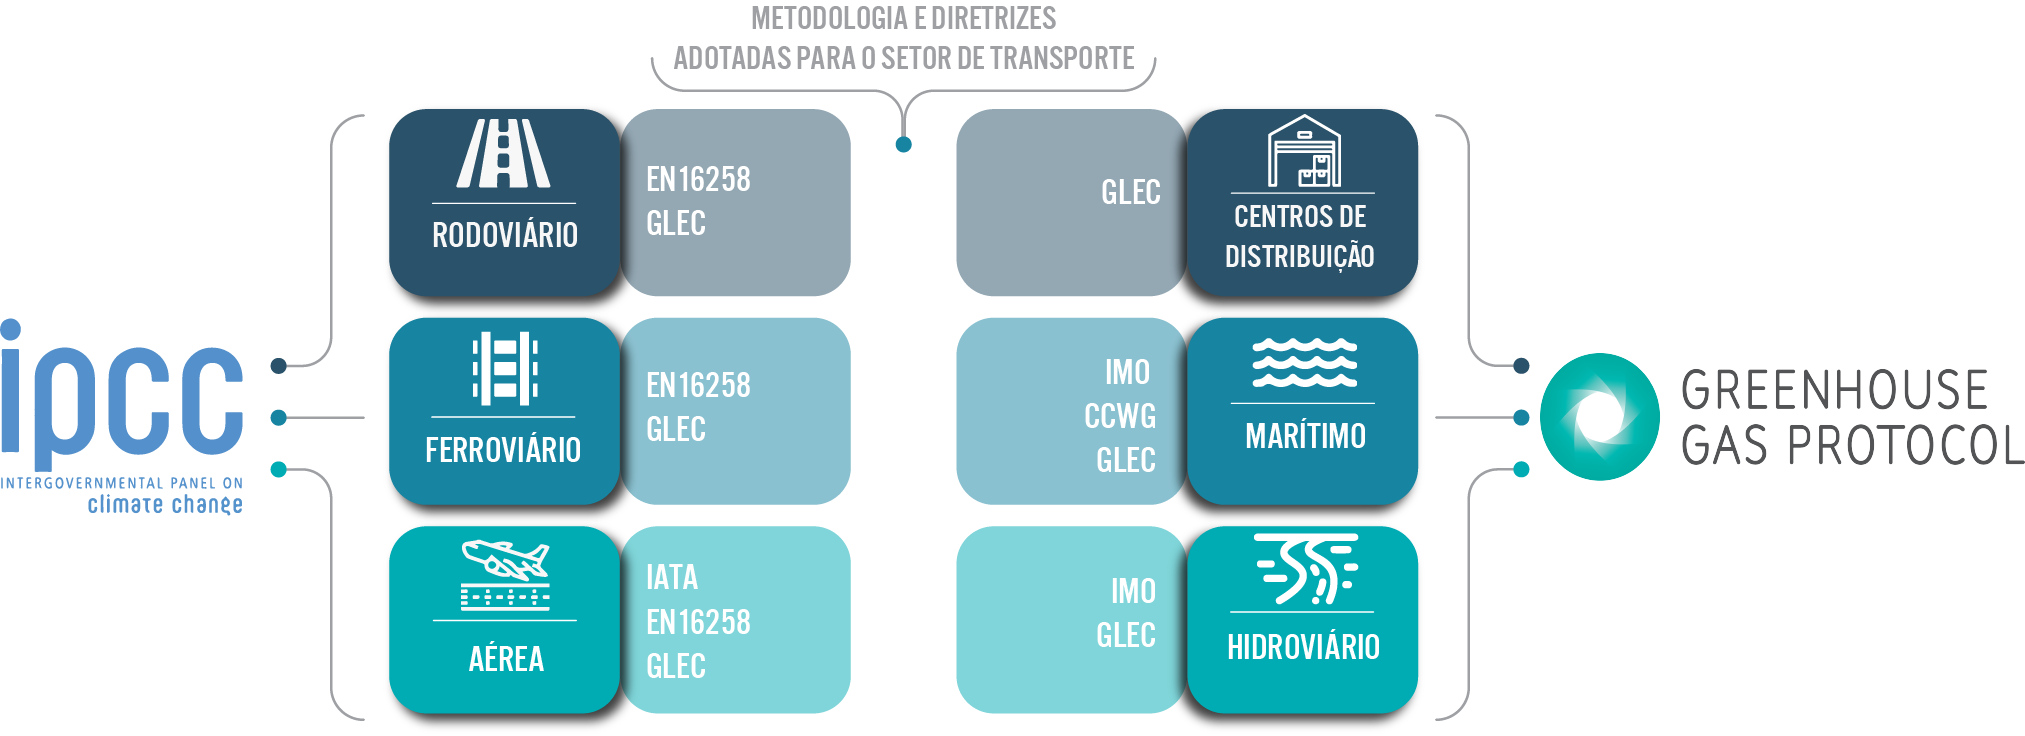 METODOLOGIA E DIRETRIZES
ADOTADAS PARA O SETOR DE TRANSPORTE
ipcc
INTERGOVERNMENTAL PANEL ON
climate change
RODOVIÁRIO
EN16258
GLEC
FERROVIÁRIO
EN16258
GLEC
AÉREA
IATA
EN16258
GLEC
GLEC
CENTROS DE
DISTRIBUIÇÃO
IMO
CCWG
GLEC
MARÍTIMO
IMO
GLEC
HIDROVIÁRIO
GREENHOUSE
GAS PROTOCOL